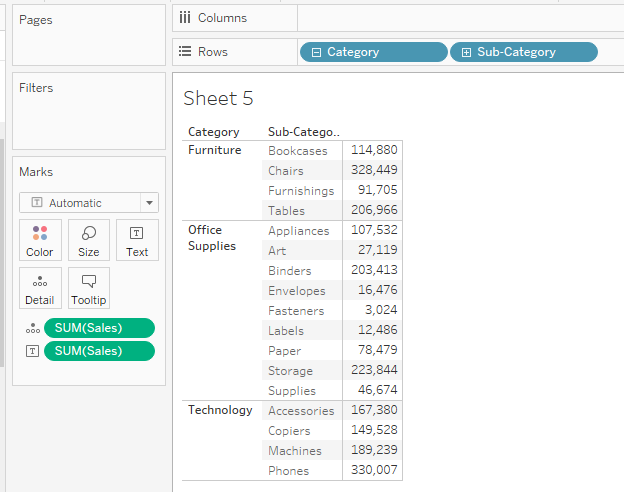 Pages
Columns
Rows Category Sub-Category
Filters
Marks
T Automatic
Color Size Text
Detail Tooltip
SUM(Sales)
T SUM(Sales)
Sheet 5
Category Sub-Catego..
Furniture Bookcases 114,880
Chairs 328,449
Furnishings 91,705
Tables 206,966
Office Supplies Appliances 107,532
Art 27,119
Binders 203,413
Envelopes 16,476
Fasteners 3,024
Labels 12,486
Paper 78,479
Storage 223,844
Supplies 46,674
Technology Accessories 167,380
Copiers 149,528
Machines 189,239
Phones 330,007